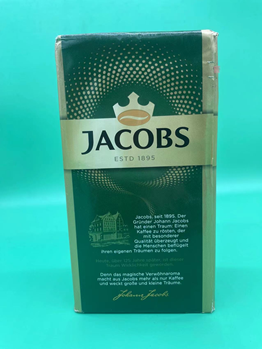 JACOBS
ESTD 1895
Jacobs, seit 1895. Der
Gründer Johann Jacobs
hat einen Traum: Einen
Kaffee zu rösten, der
mit besonderer
Qualität überzeugt und
die Menschen beflügelt
ihren eigenen Träumen
zu folgen.
Denn das magische Verwöhnaroma
macht aus Jacobs mehr als nur Kaffee
und weckt große und kleine Träume.
Johann Jacobs